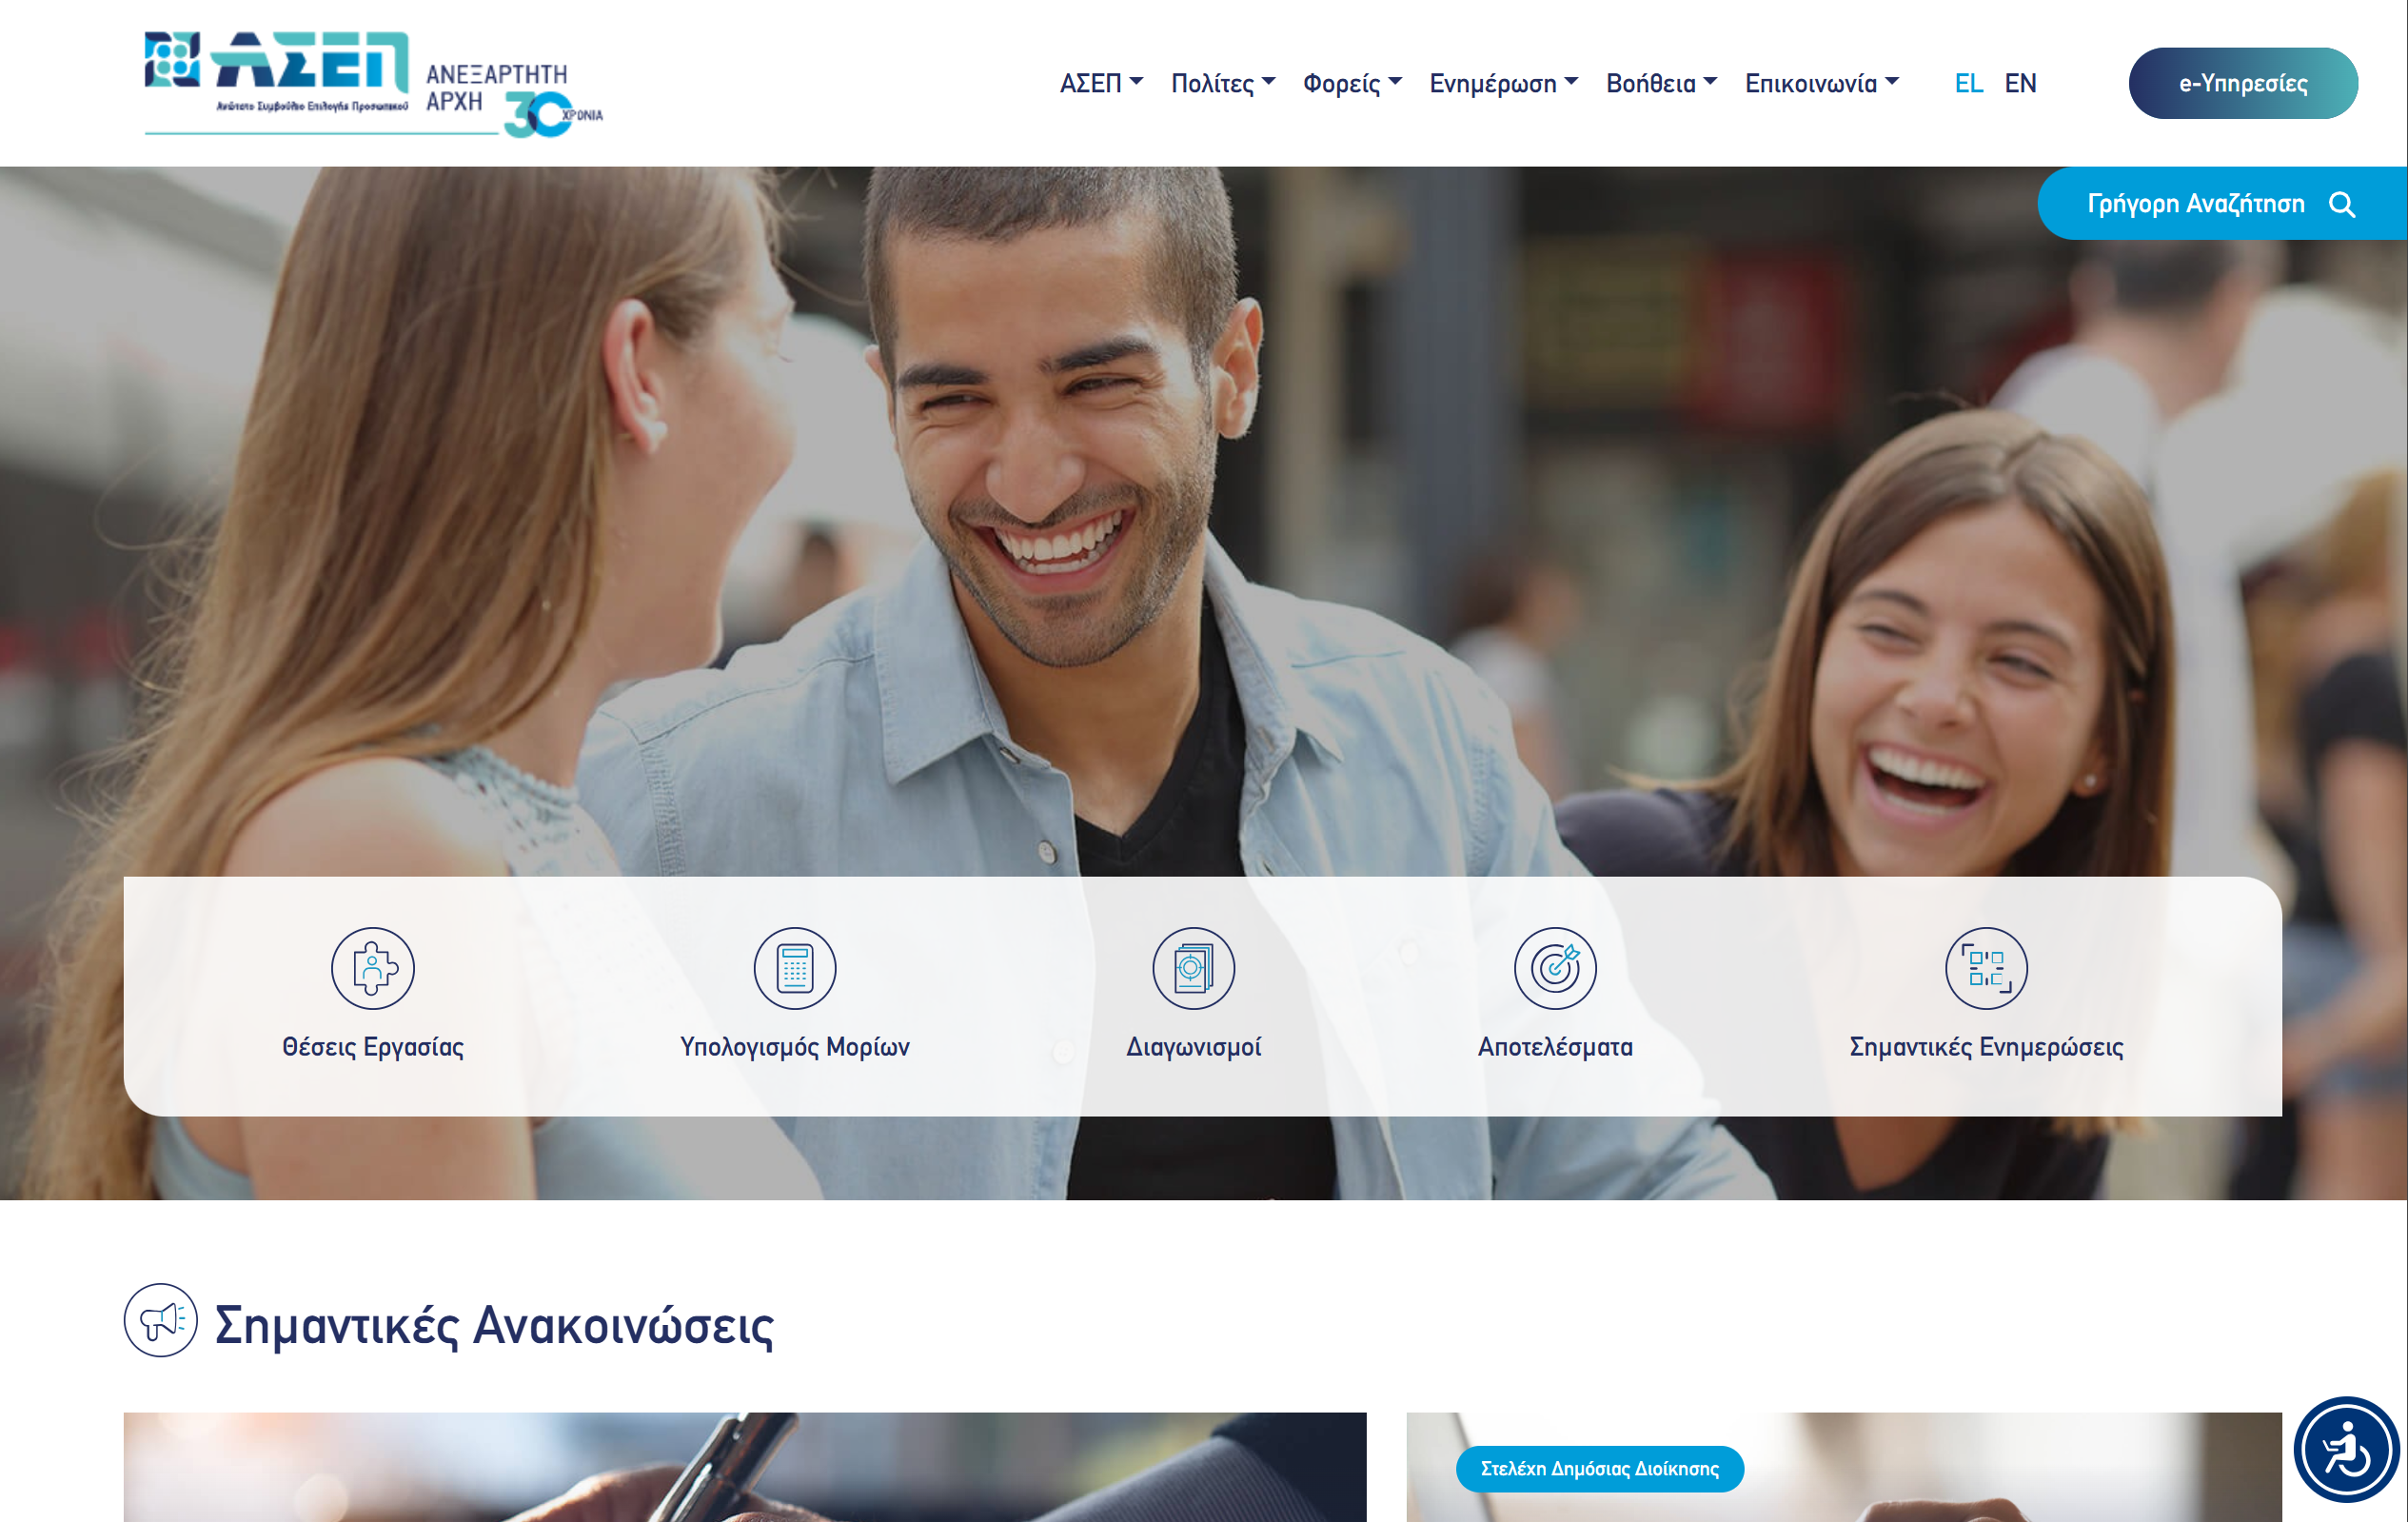 ΑΣΕΠ
Ανώτατο Συμβούλιο Επιλογής Προσωπικού
ΑΝΕΞΑΡΤΗΤΗ
ΑΡΧΗ
30 ΧΡΟΝΙΑ
ΑΣΕΠ Πολίτες Φορείς Ενημέρωση Βοήθεια Επικοινωνία EL EN e-Υπηρεσίες
Γρήγορη Αναζήτηση
Θέσεις Εργασίας Υπολογισμός Μορίων Διαγωνισμοί Αποτελέσματα Σημαντικές Ενημερώσεις
Σημαντικές Ανακοινώσεις
Στελέχη Δημόσιας Διοίκησης